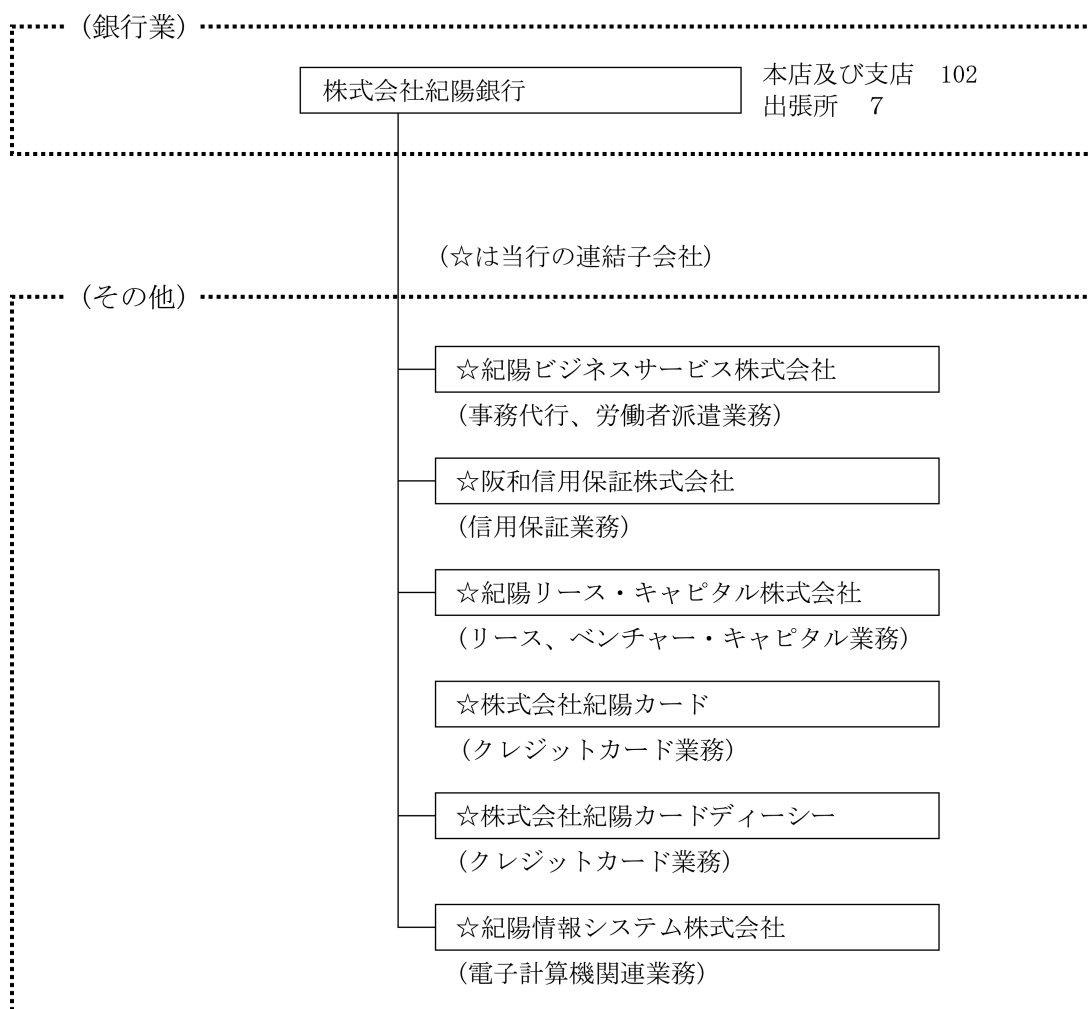 (銀行業)
株式会社紀陽銀行
本店及び支店　102
出張所　7
(☆は当行の連結子会社)
(その他)
☆紀陽ビジネスサービス株式会社
(事務代行、労働者派遣業務)
☆阪和信用保証株式会社
(信用保証業務)
☆紀陽リース・キャピタル株式会社
(リース、ベンチャー・キャピタル業務)
☆株式会社紀陽カード
(クレジットカード業務)
☆株式会社紀陽カードディーシー
(クレジットカード業務)
☆紀陽情報システム株式会社
(電子計算機関連業務)